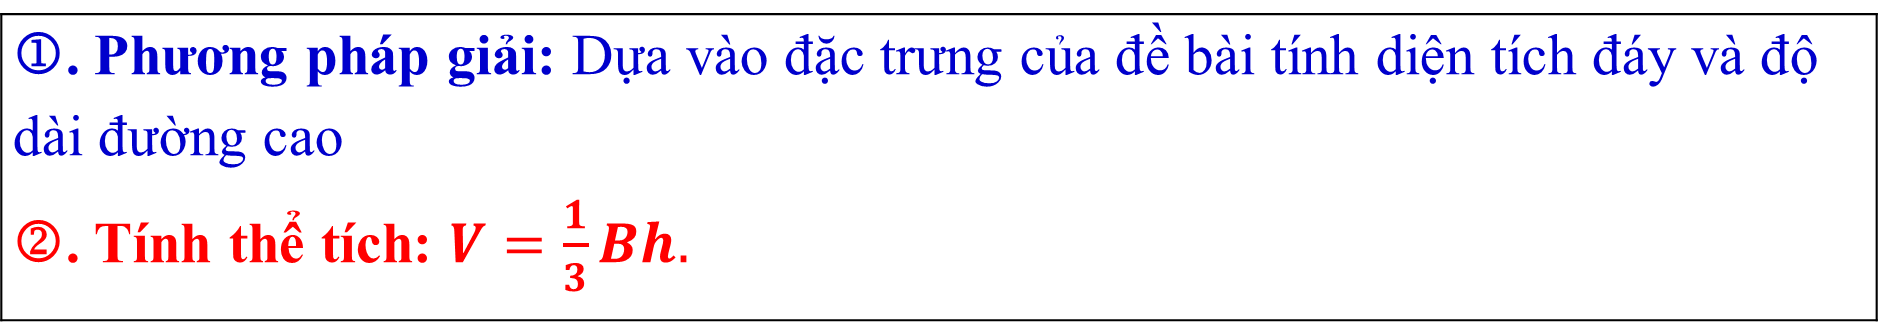 ①. Phương pháp giải: Dựa vào đặc trưng của đề bài tính diện tích đáy và độ
dài đường cao
②. Tính thể tích: V = 1/3 Bh.